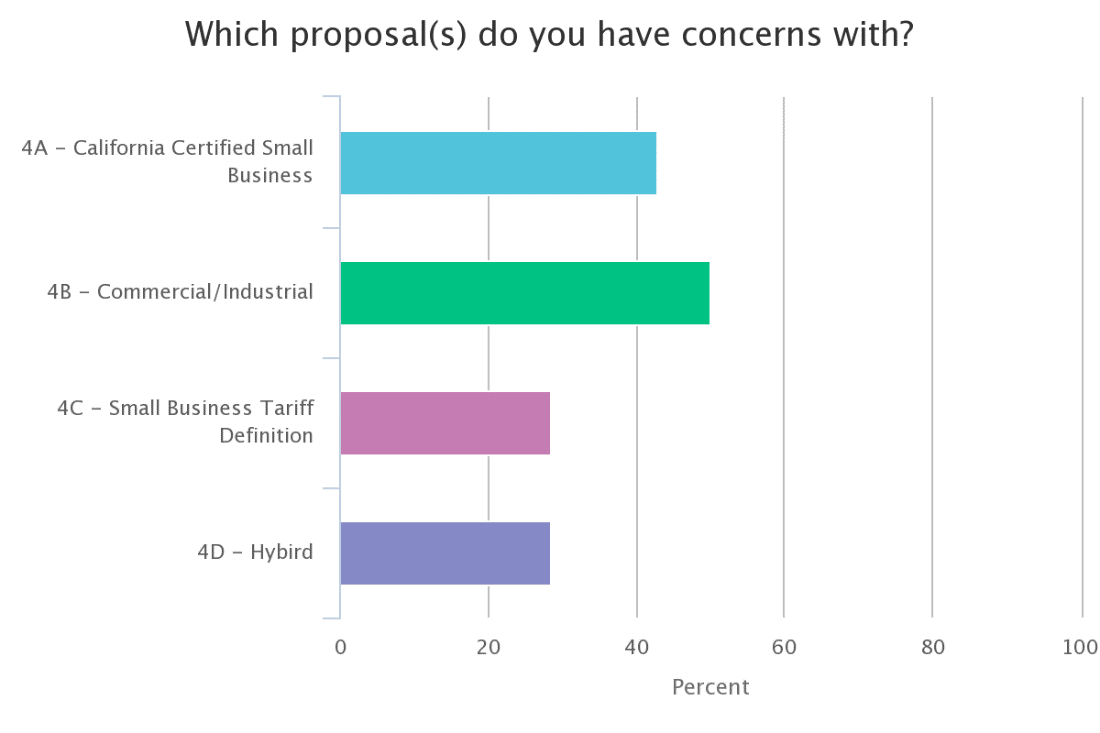 Which proposal(s) do you have concerns with?
4A – California Certified Small
Business
4B – Commercial/Industrial
4C – Small Business Tariff
Definition
4D – Hybird
0 20 40 60 80 100
Percent